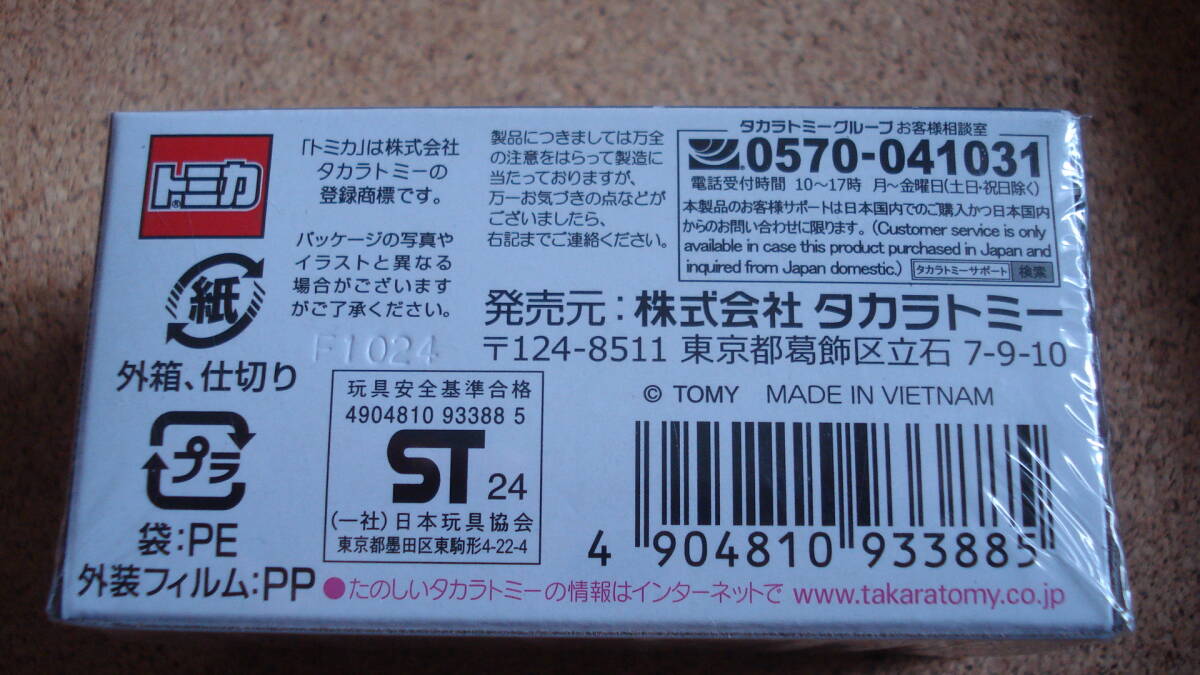 トミカ®
「トミカ」は株式会社
タカラトミーの
登録商標です。
パッケージの写真や
イラストと異なる
場合がございます
がご了承ください。
製品につきましては万全
の注意をはらって製造に
当たっておりますが、
万一お気づきの点などが
ございましたら、
右記までご連絡ください。
タカラトミーグループ お客様相談室
0570-041031
電話受付時間 10〜17時 月〜金曜日(土日・祝日除く)
本製品のお客様サポートは日本国内でのご購入かつ日本国内
からのお問い合わせに限ります。(Customer service is only
available in case this product purchased in Japan and
inquired from Japan domestic.) タカラトミーサポート 検索
発売元:株式会社 タカラトミー
〒124-8511 東京都葛飾区立石 7-9-10
F1024
紙
外箱、仕切り
プラ
袋:PE
外装フィルム:PP
玩具安全基準合格
4904810 93388 5
ST 24
(一社)日本玩具協会
東京都墨田区東駒形4-22-4
© TOMY MADE IN VIETNAM
4 904810 933885
●たのしいタカラトミーの情報はインターネットで www.takaratomy.co.jp